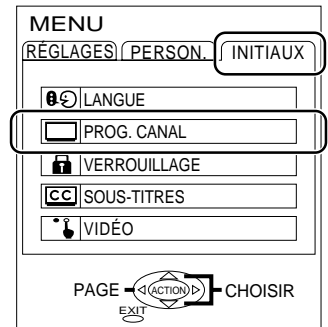 MENU
RÉGLAGES PERSON. INITIAUX
LANGUE
PROG. CANAL
VERROUILLAGE
CC SOUS-TITRES
VIDÉO
PAGE ACTION CHOISIR
EXIT